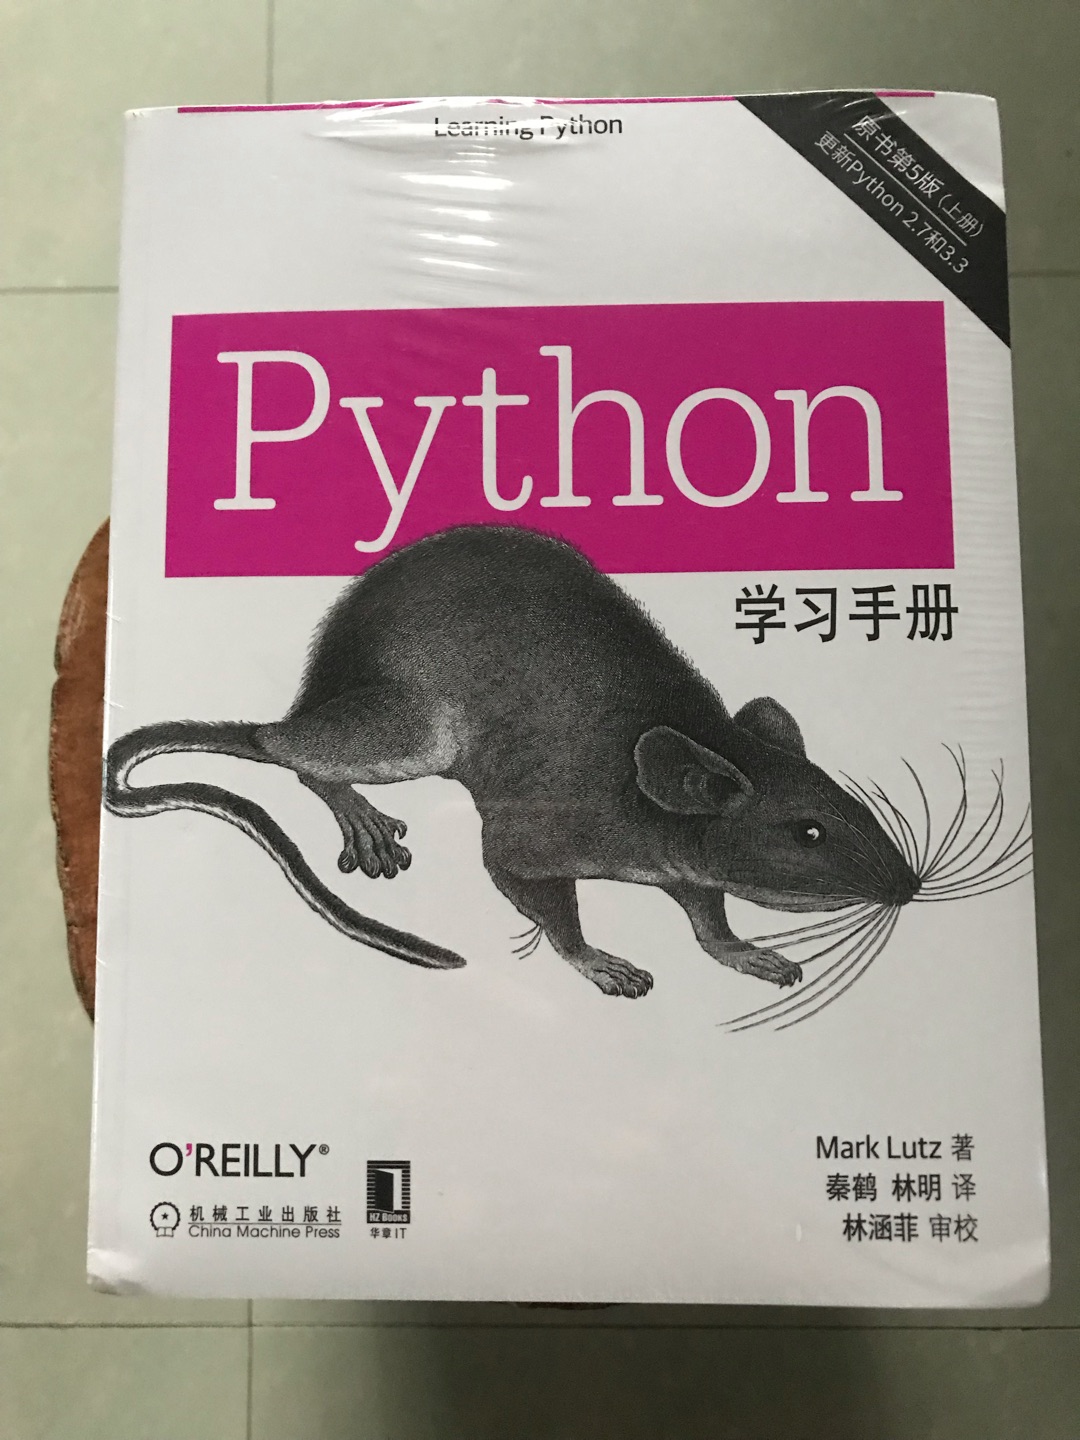 Learning Python
原书第5版（上册）
更新Python 2.7和3.3
Python
学习手册
O'REILLY®
机械工业出版社
China Machine Press
HZ Books
华章IT
Mark Lutz 著
秦鹤 林明 译
林涵菲 审校